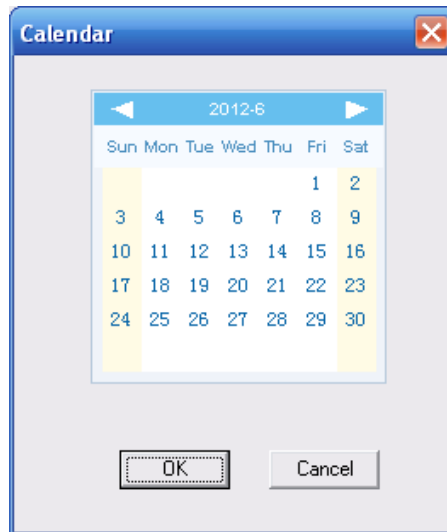 Calendar
2012-6
Sun Mon Tue Wed Thu Fri Sat
1 2
3 4 5 6 7 8 9
10 11 12 13 14 15 16
17 18 19 20 21 22 23
24 25 26 27 28 29 30
OK Cancel